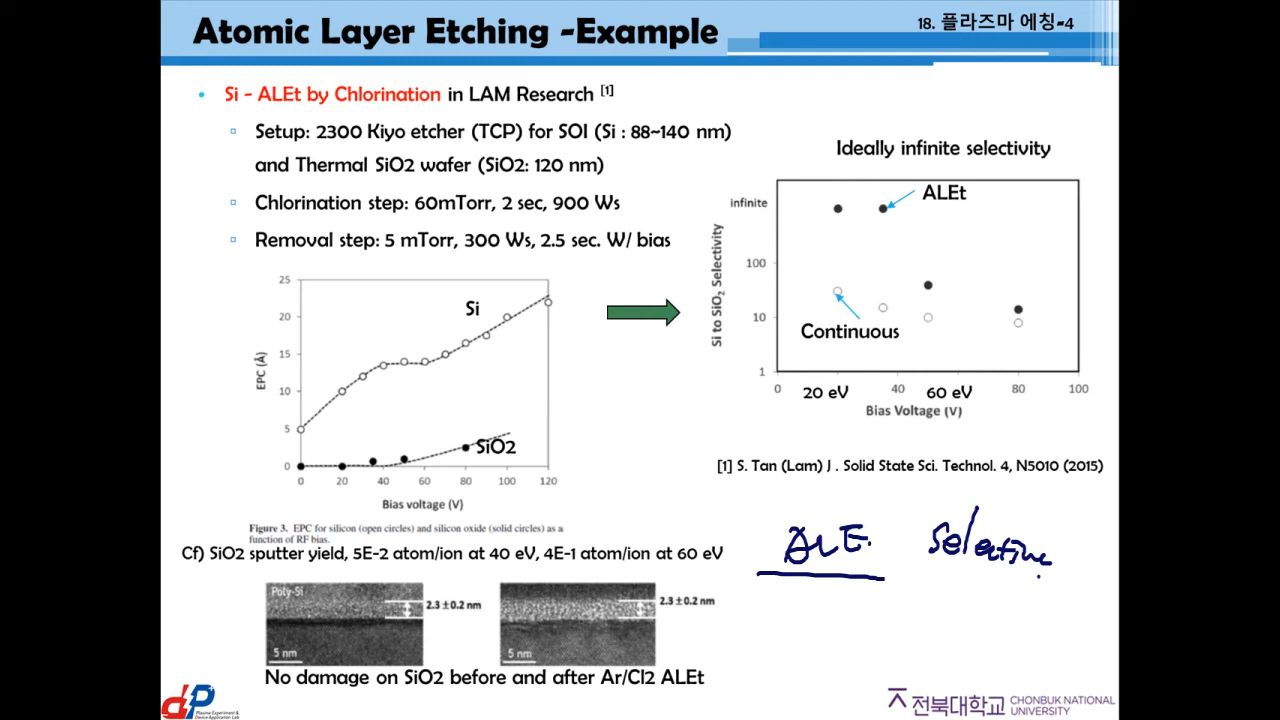 Atomic Layer Etching -Example
18. 플라즈마 에칭-4
• Si - ALEt by Chlorination in LAM Research [1]
Setup: 2300 Kiyo etcher (TCP) for SOI (Si : 88~140 nm)
and Thermal SiO2 wafer (SiO2: 120 nm)
Chlorination step: 60mTorr, 2 sec, 900 Ws
Removal step: 5 mTorr, 300 Ws, 2.5 sec. W/ bias
25
20
15
10
5
0
EPC (Å)
Si
SiO2
0 20 40 60 80 100 120
Bias voltage (V)
Figure 3. EPC for silicon (open circles) and silicon oxide (solid circles) as a
function of RF bias.
Cf) SiO2 sputter yield, 5E-2 atom/ion at 40 eV, 4E-1 atom/ion at 60 eV
Ideally infinite selectivity
infinite
100
10
1
Si to SiO2 Selectivity
ALEt
Continuous
0 20 eV 40 60 eV 80 100
Bias Voltage (V)
[1] S. Tan (Lam) J . Solid State Sci. Technol. 4, N5010 (2015)
ALE. Selective
Poly-Si
2.3 ± 0.2 nm
5 nm
2.3 ± 0.2 nm
5 nm
No damage on SiO2 before and after Ar/Cl2 ALEt
dP
Plasma Experiment &
Device Application Lab
전북대학교 CHONBUK NATIONAL
UNIVERSITY